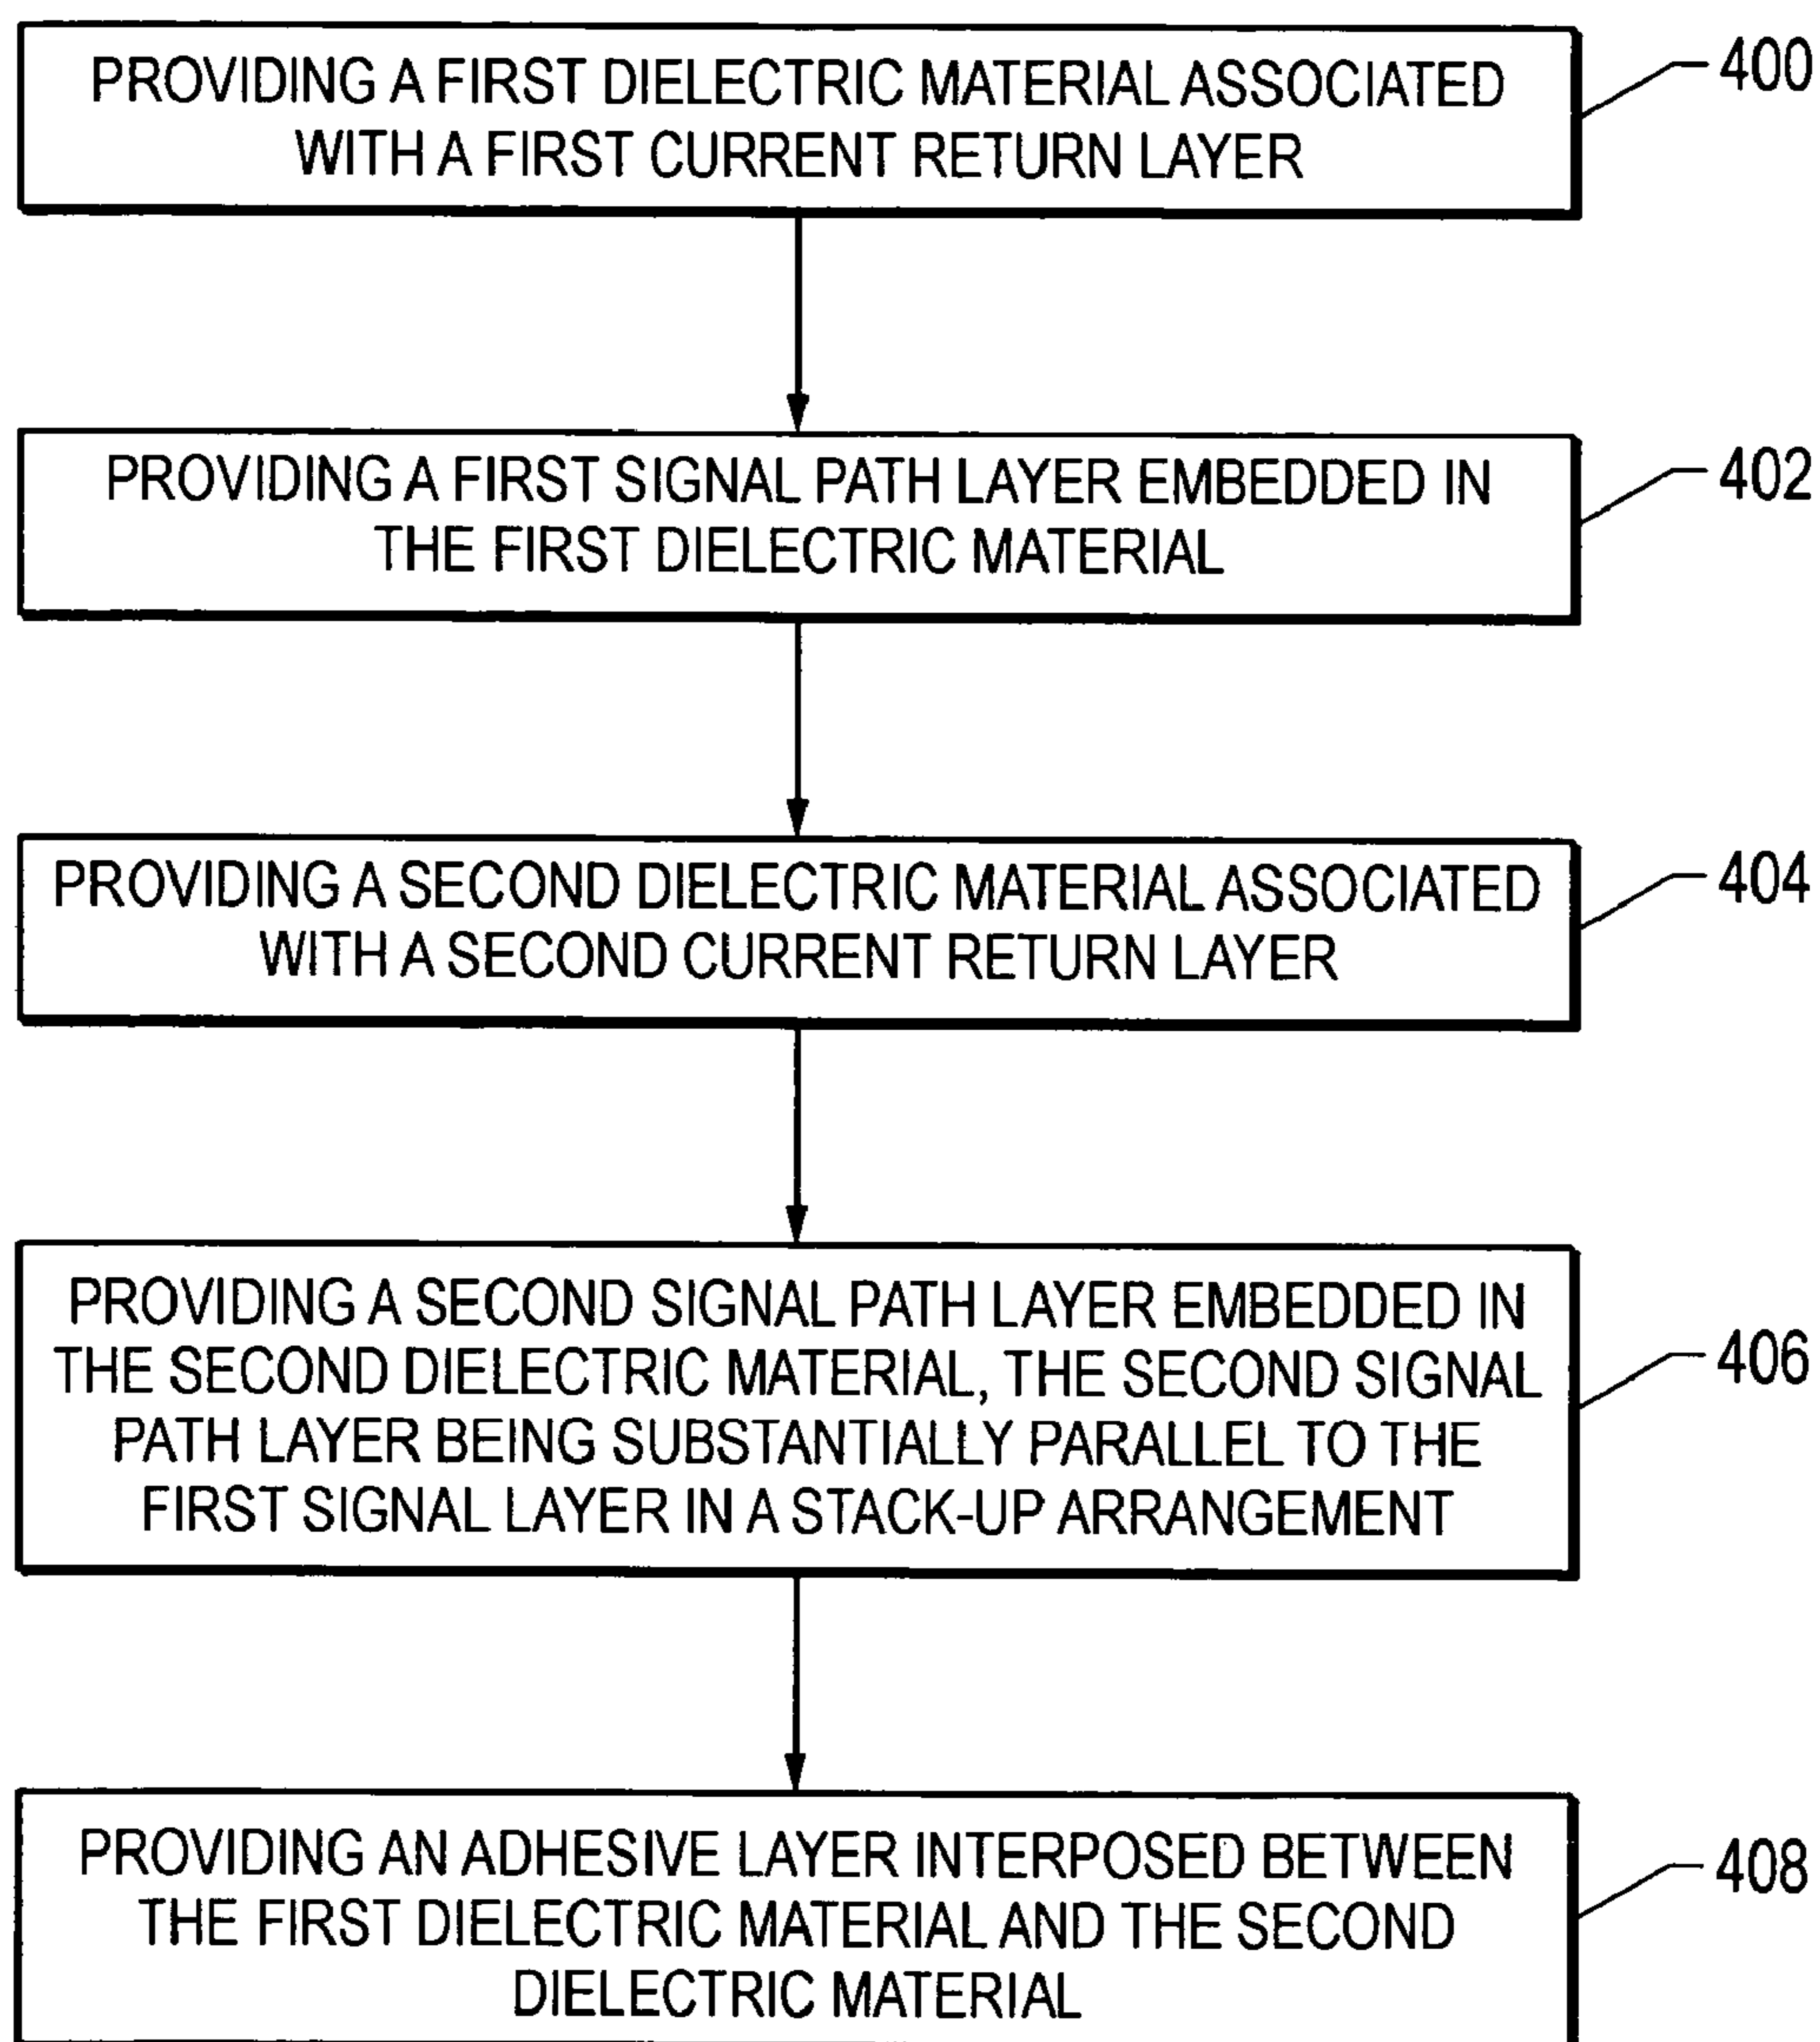 PROVIDING A FIRST DIELECTRIC MATERIAL ASSOCIATED
WITH A FIRST CURRENT RETURN LAYER
400
PROVIDING A FIRST SIGNAL PATH LAYER EMBEDDED IN
THE FIRST DIELECTRIC MATERIAL
402
PROVIDING A SECOND DIELECTRIC MATERIAL ASSOCIATED
WITH A SECOND CURRENT RETURN LAYER
404
PROVIDING A SECOND SIGNAL PATH LAYER EMBEDDED IN
THE SECOND DIELECTRIC MATERIAL, THE SECOND SIGNAL
PATH LAYER BEING SUBSTANTIALLY PARALLEL TO THE
FIRST SIGNAL LAYER IN A STACK-UP ARRANGEMENT
406
PROVIDING AN ADHESIVE LAYER INTERPOSED BETWEEN
THE FIRST DIELECTRIC MATERIAL AND THE SECOND
DIELECTRIC MATERIAL
408